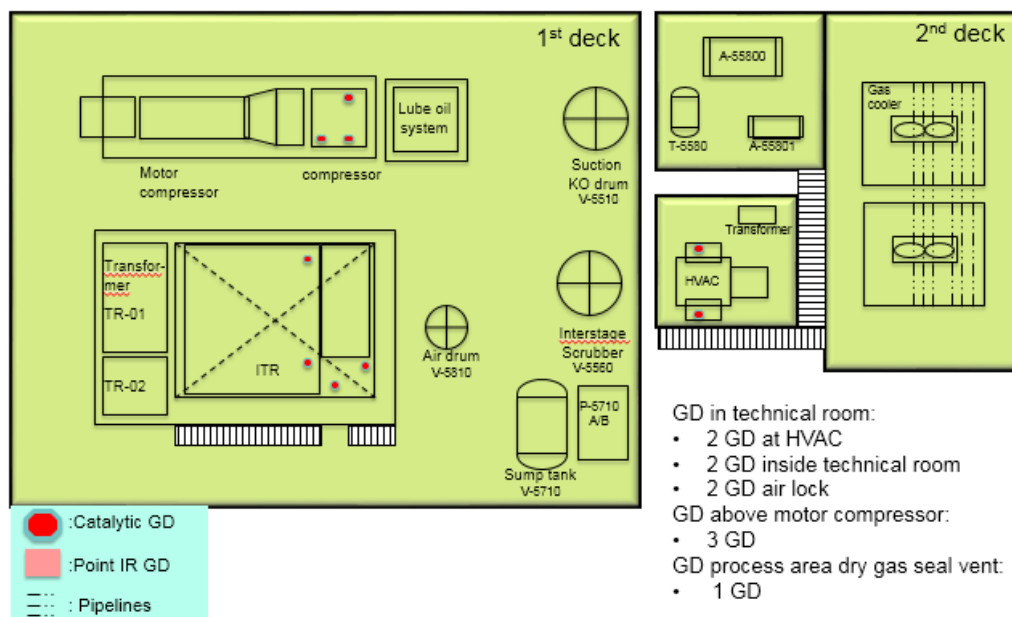 1st deck
Lube oil
system
Motor
compressor
compressor
Suction
KO drum
V-5510
Transfor-
mer
TR-01
TR-02
ITR
Air drum
V-5810
Interstage
Scrubber
V-5560
P-5710
A/B
Sump tank
V-5710
2nd deck
A-55800
T-5580
A-55801
Gas
cooler
Transformer
HVAC
GD in technical room:
• 2 GD at HVAC
• 2 GD inside technical room
• 2 GD air lock
GD above motor compressor:
• 3 GD
GD process area dry gas seal vent:
• 1 GD
:Catalytic GD
:Point IR GD
: Pipelines